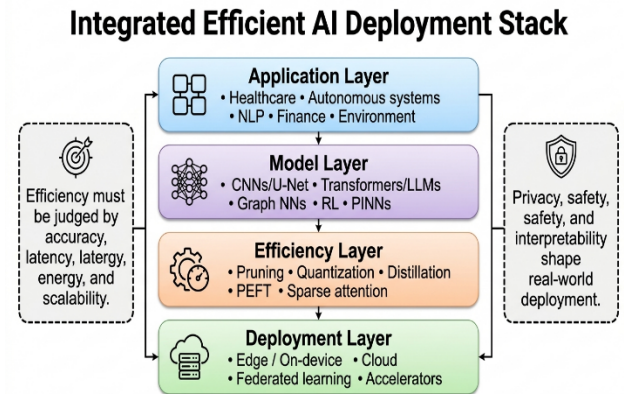 Integrated Efficient AI Deployment Stack
Application Layer
• Healthcare • Autonomous systems
• NLP • Finance • Environment
Model Layer
• CNNs/U-Net • Transformers/LLMs
• Graph NNs • RL • PINNs
Efficiency Layer
• Pruning • Quantization • Distillation
• PEFT • Sparse attention
Deployment Layer
• Edge / On-device • Cloud
• Federated learning • Accelerators
Efficiency must
be judged by
accuracy,
latency, latergy,
energy, and
scalability.
Privacy, safety,
safety, and
interpretability
shape
real-world
deployment.